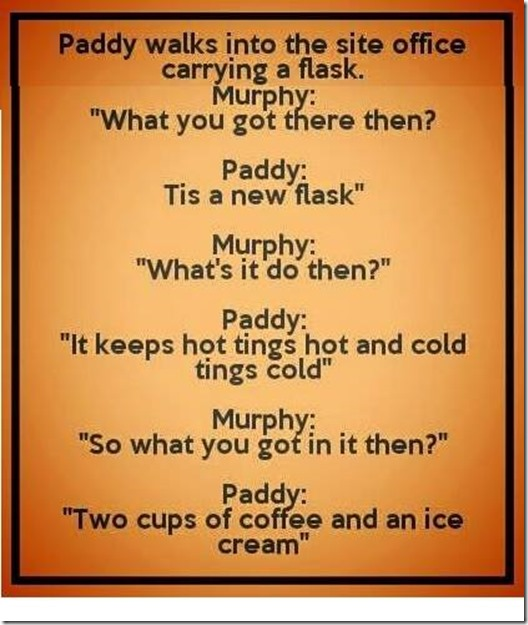 Paddy walks into the site office
carrying a flask.
Murphy:
"What you got there then?
Paddy:
Tis a new flask"
Murphy:
"What's it do then?"
Paddy:
"It keeps hot tings hot and cold
tings cold"
Murphy:
"So what you got in it then?"
Paddy:
"Two cups of coffee and an ice
cream"